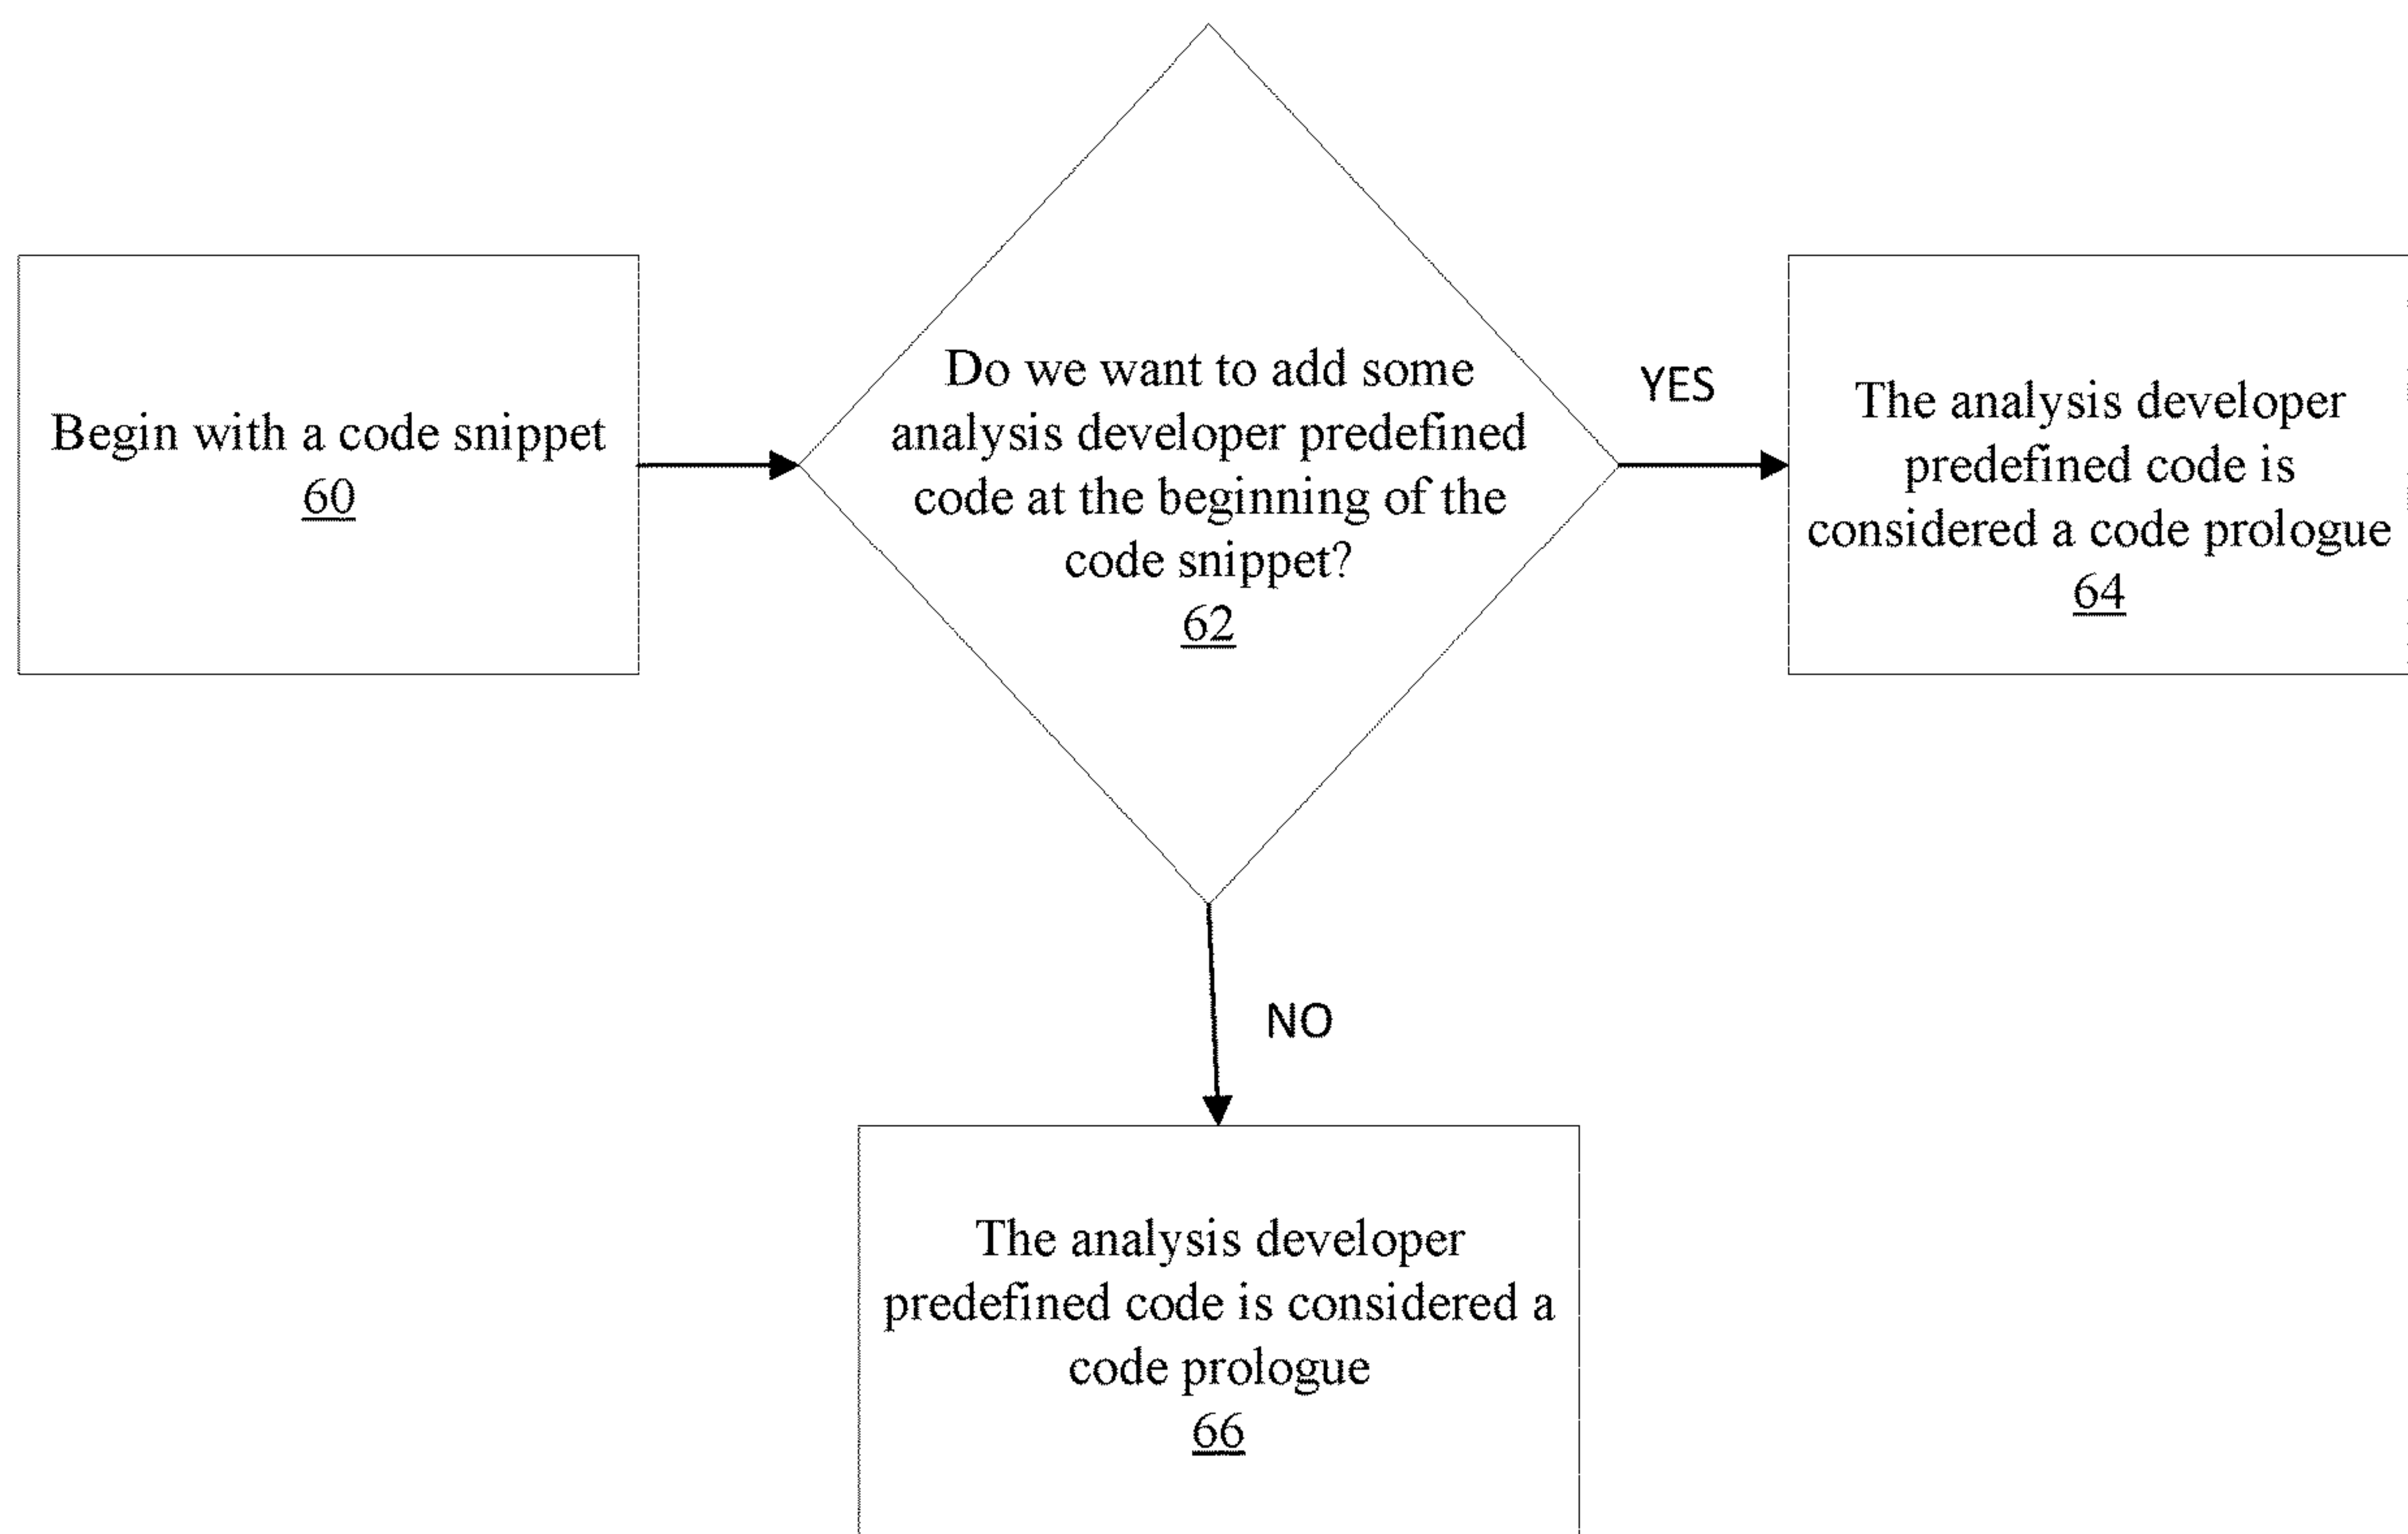 Begin with a code snippet
60
Do we want to add some
analysis developer predefined
code at the beginning of the
code snippet?
62
YES
The analysis developer
predefined code is
considered a code prologue
64
NO
The analysis developer
predefined code is considered a
code prologue
66